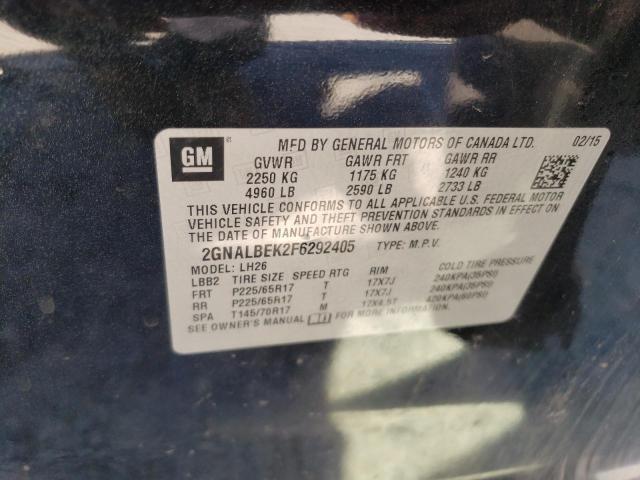 GM
MFD BY GENERAL MOTORS OF CANADA LTD. 02/15
GVWR GAWR FRT GAWR RR
2250 KG 1175 KG 1240 KG
4960 LB 2590 LB 2733 LB
THIS VEHICLE CONFORMS TO ALL APPLICABLE U.S. FEDERAL MOTOR
VEHICLE SAFETY AND THEFT PREVENTION STANDARDS IN EFFECT ON
THE DATE OF MANUFACTURE SHOWN ABOVE.
2GNALBEK2F6292405 TYPE: M.P.V.
MODEL: LH26
LBB2 TIRE SIZE SPEED RTG RIM COLD TIRE PRESSURE
FRT P225/65R17 T 17X7J 240KPA(35PSI)
RR P225/65R17 T 17X7J 240KPA(35PSI)
SPA T145/70R17 M 17X4.5T 420KPA(60PSI)
SEE OWNER'S MANUAL FOR MORE INFORMATION.